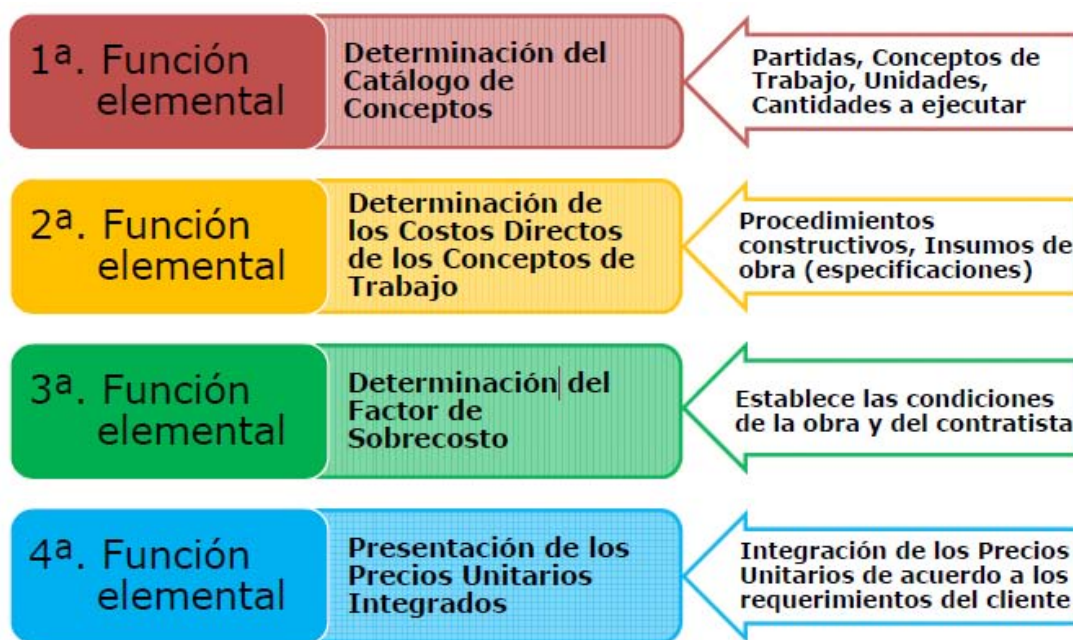 1ª. Función
elemental
Determinación del
Catálogo de
Conceptos
Partidas, Conceptos de
Trabajo, Unidades,
Cantidades a ejecutar
2ª. Función
elemental
Determinación de
los Costos Directos
de los Conceptos de
Trabajo
Procedimientos
constructivos, Insumos de
obra (especificaciones)
3ª. Función
elemental
Determinación del
Factor de
Sobrecosto
Establece las condiciones
de la obra y del contratista
4ª. Función
elemental
Presentación de los
Precios Unitarios
Integrados
Integración de los Precios
Unitarios de acuerdo a los
requerimientos del cliente